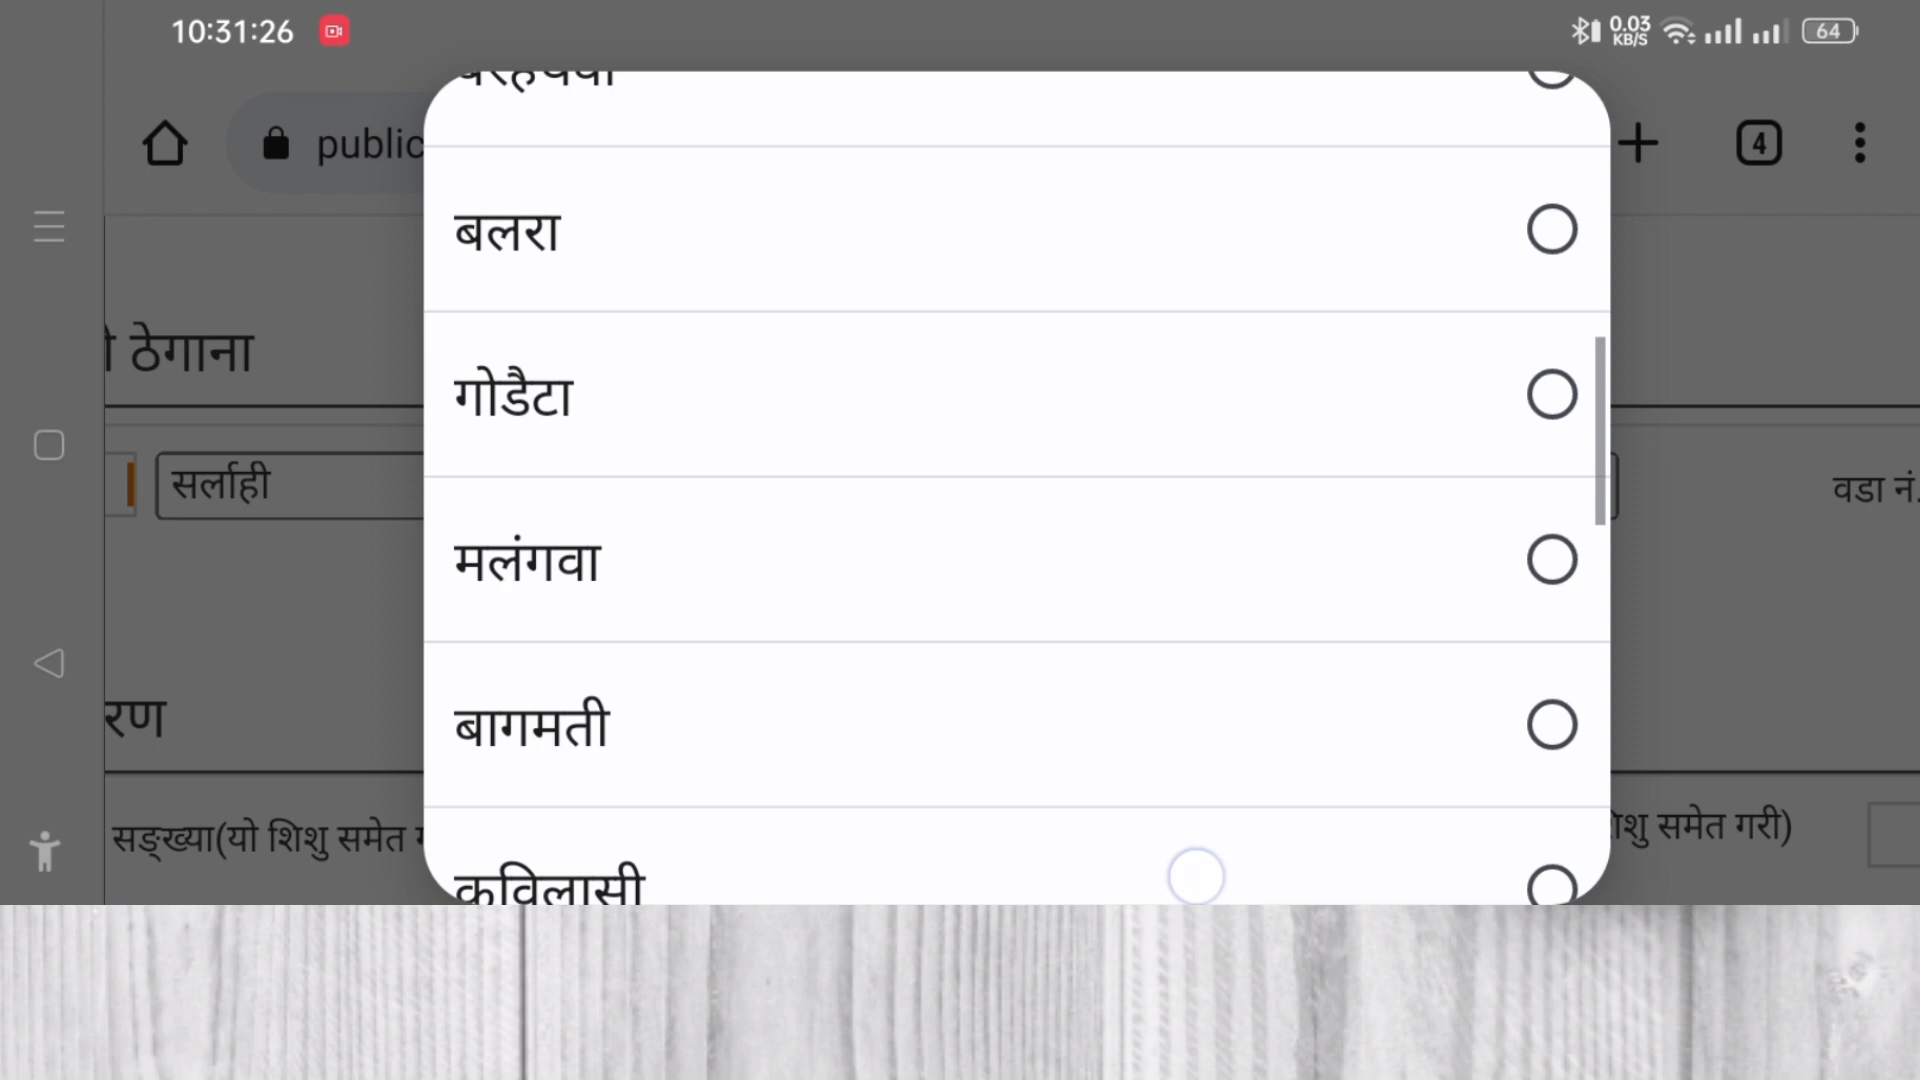 10:31:26
0.03
KB/S
64
public
4
बलरा
ठेगाना
गोडैटा
सर्लाही
वडा नं.
मलंगवा
रण
बागमती
सङ्ख्या(यो शिशु समेत
शिशु समेत गरी)
कविलासी